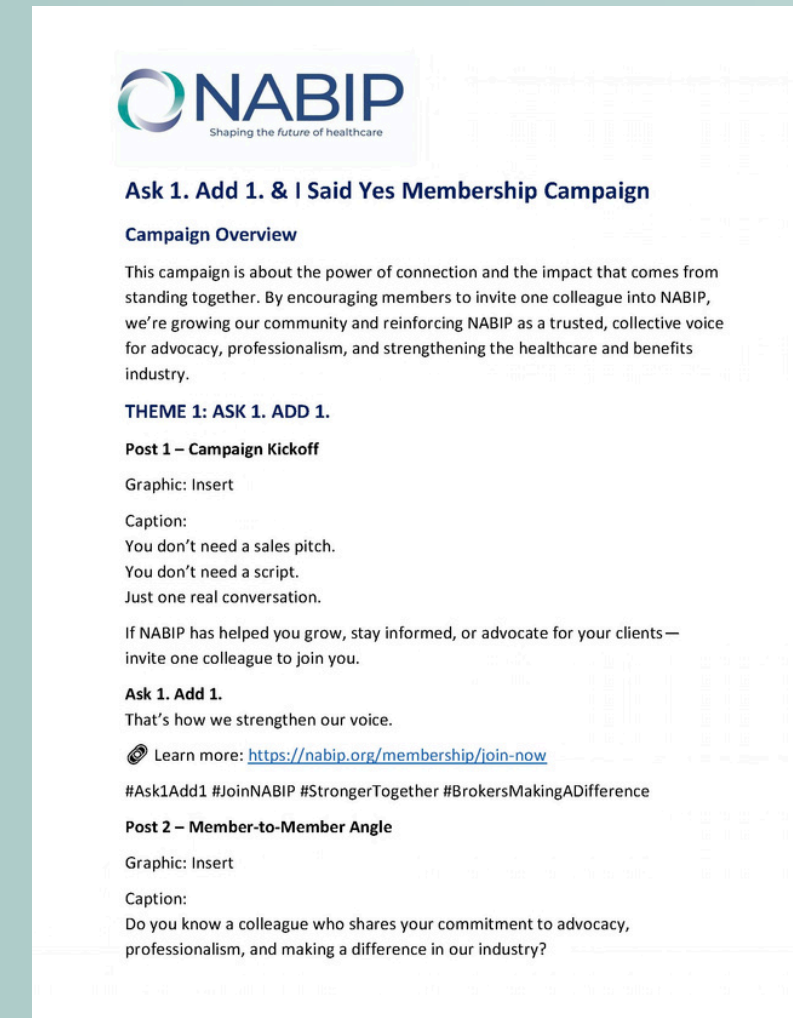 NABIP
Shaping the future of healthcare
Ask 1. Add 1. & I Said Yes Membership Campaign
Campaign Overview
This campaign is about the power of connection and the impact that comes from
standing together. By encouraging members to invite one colleague into NABIP,
we’re growing our community and reinforcing NABIP as a trusted, collective voice
for advocacy, professionalism, and strengthening the healthcare and benefits
industry.
THEME 1: ASK 1. ADD 1.
Post 1 – Campaign Kickoff
Graphic: Insert
Caption:
You don’t need a sales pitch.
You don’t need a script.
Just one real conversation.
If NABIP has helped you grow, stay informed, or advocate for your clients—
invite one colleague to join you.
Ask 1. Add 1.
That’s how we strengthen our voice.
🔗 Learn more: https://nabip.org/membership/join-now
#Ask1Add1 #JoinNABIP #StrongerTogether #BrokersMakingADifference
Post 2 – Member-to-Member Angle
Graphic: Insert
Caption:
Do you know a colleague who shares your commitment to advocacy,
professionalism, and making a difference in our industry?